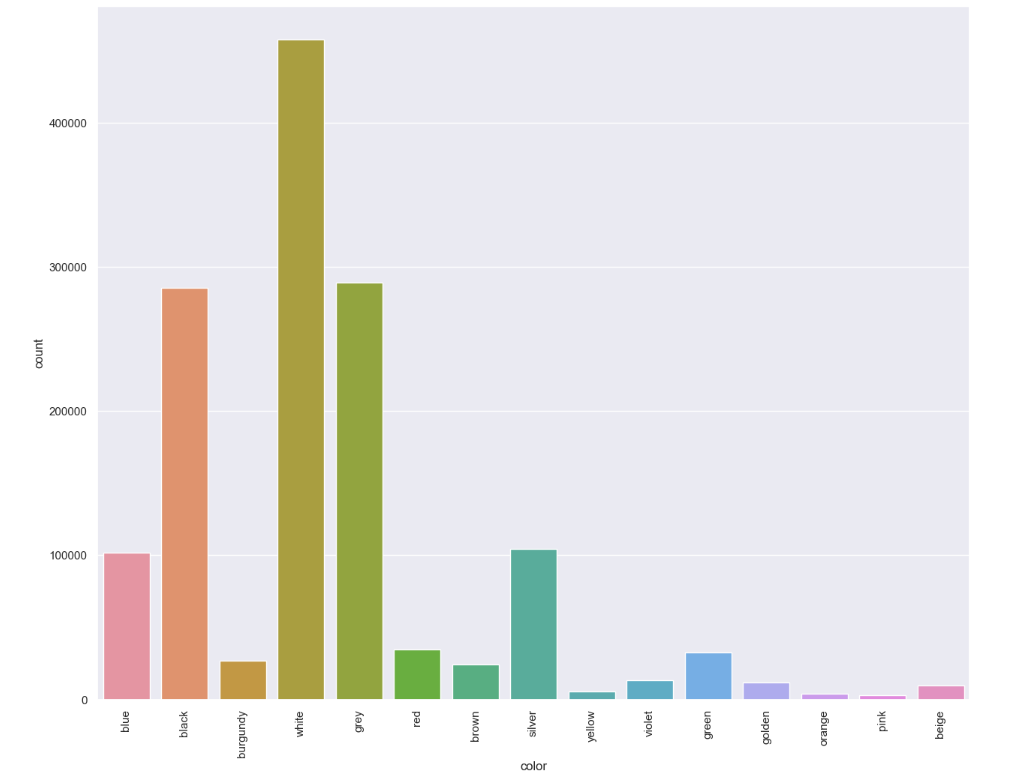 400000
300000
200000
100000
0
count
blue
black
burgundy
white
grey
red
brown
silver
yellow
violet
green
golden
orange
pink
beige
color